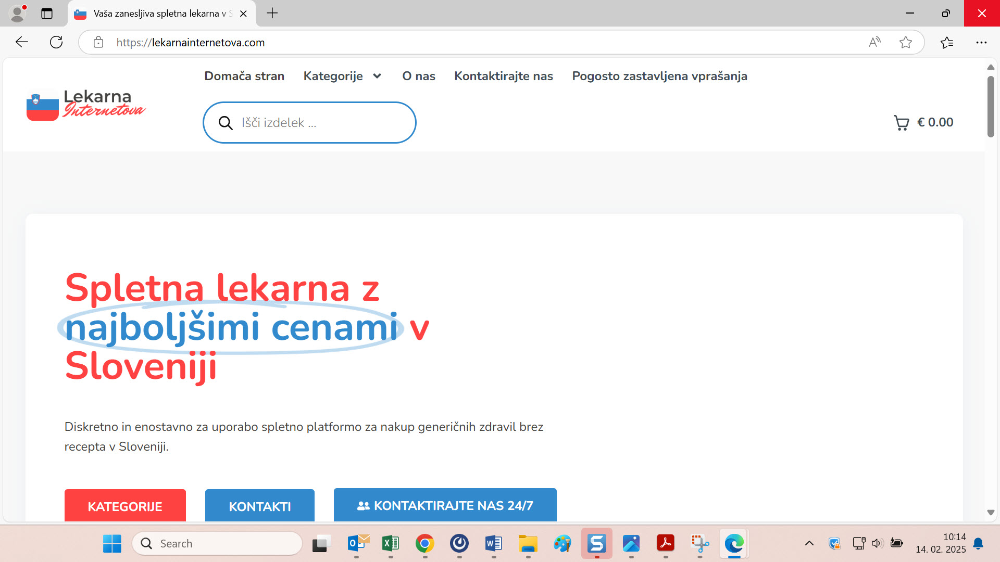 Vaša zanesljiva spletna lekarna v S
https://lekarnainternetova.com
Domača stran Kategorije O nas Kontaktirajte nas Pogosto zastavljena vprašanja
Lekarna
Internetova
Išči izdelek ...
€ 0.00
Spletna lekarna z
najboljšimi cenami v
Sloveniji
Diskretno in enostavno za uporabo spletno platformo za nakup generičnih zdravil brez
recepta v Sloveniji.
KATEGORIJE KONTAKTI KONTAKTIRAJTE NAS 24/7
Search
10:14
14. 02. 2025